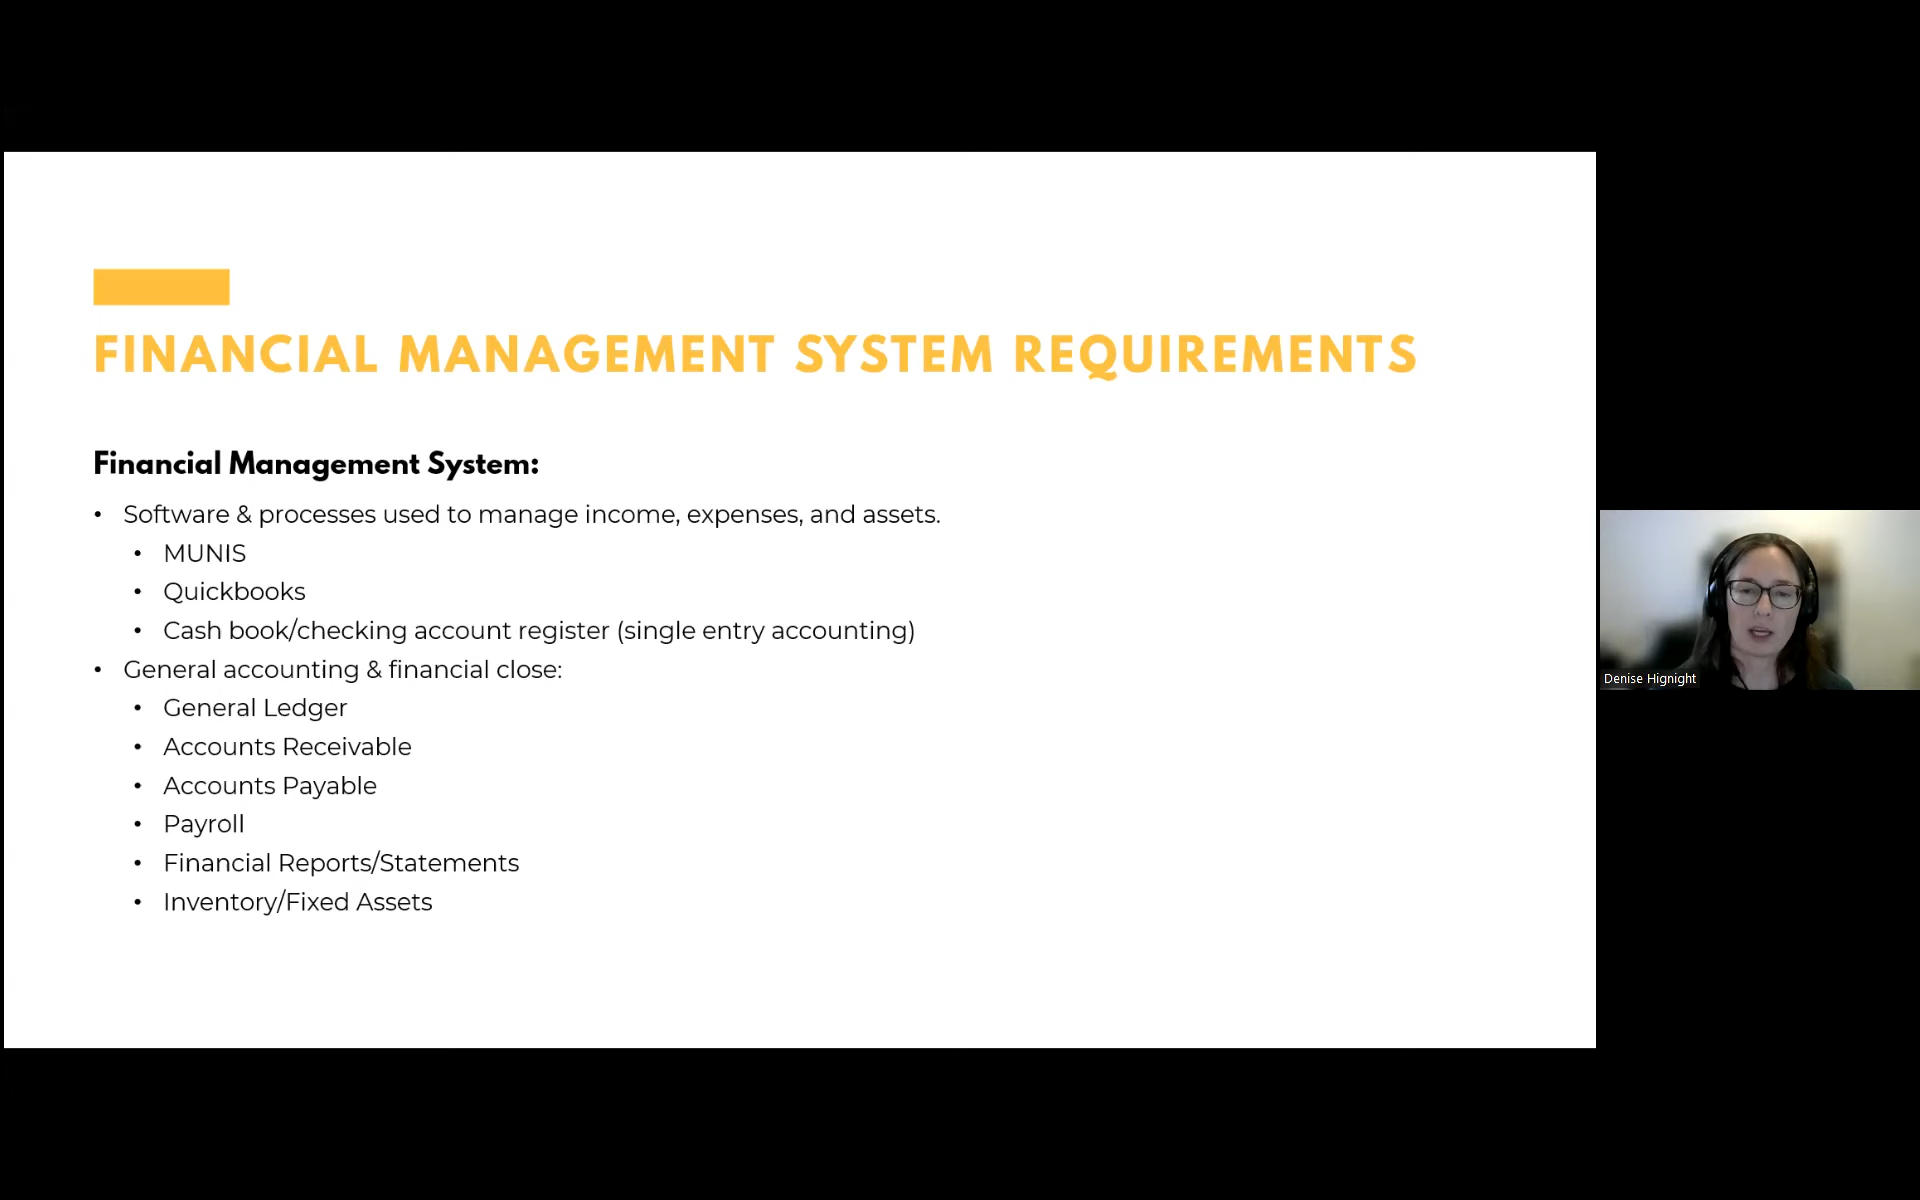 FINANCIAL MANAGEMENT SYSTEM REQUIREMENTS
Financial Management System:
• Software & processes used to manage income, expenses, and assets.
• MUNIS
• Quickbooks
• Cash book/checking account register (single entry accounting)
• General accounting & financial close:
• General Ledger
• Accounts Receivable
• Accounts Payable
• Payroll
• Financial Reports/Statements
• Inventory/Fixed Assets
Denise Hignight